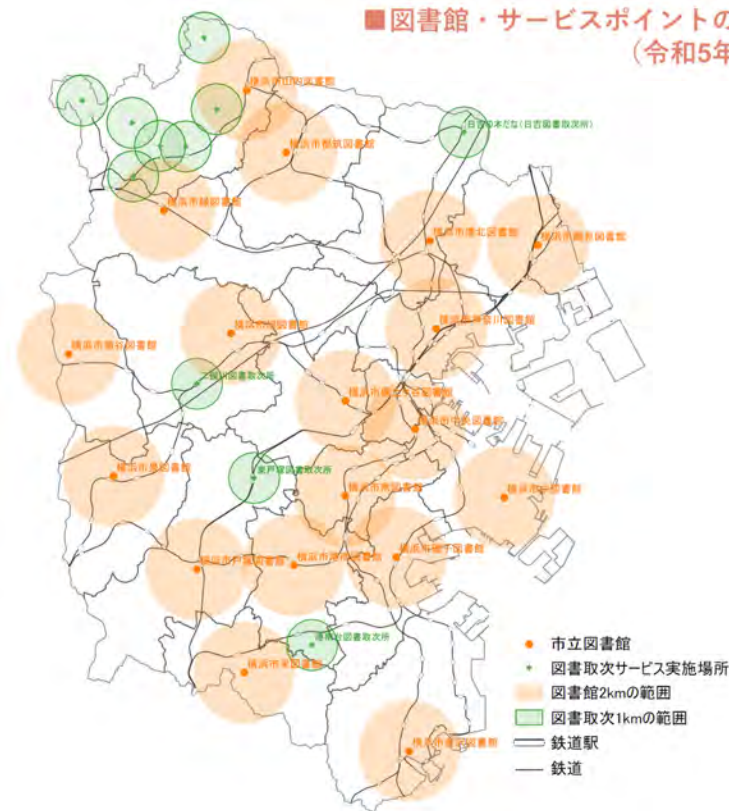 ■図書館・サービスポイントの
（令和5年
横浜市山内図書館
日吉の本だな(日吉図書取次所)
横浜市都筑図書館
横浜市緑図書館
横浜市港北図書館
横浜市鶴見図書館
横浜市神奈川図書館
横浜市旭図書館
横浜市瀬谷図書館
二俣川図書取次所
横浜市保土ケ谷図書館
横浜市中央図書館
横浜市泉図書館
東戸塚図書取次所
横浜市南図書館
横浜市中図書館
横浜市戸塚図書館
横浜市港南図書館
横浜市磯子図書館
港南台図書取次所
横浜市栄図書館
横浜市金沢図書館
市立図書館
図書取次サービス実施場所
図書館2kmの範囲
図書取次1kmの範囲
鉄道駅
鉄道